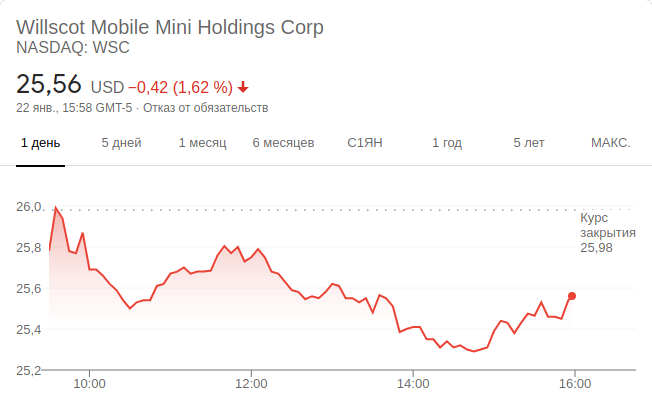 Willscot Mobile Mini Holdings Corp
NASDAQ: WSC
25,56 USD −0,42 (1,62 %)
22 янв., 15:58 GMT-5 · Отказ от обязательств
1 день 5 дней 1 месяц 6 месяцев С1ЯН 1 год 5 лет МАКС.
26,0
Курс
закрытия
25,98
25,8
25,6
25,4
25,2
10:00 12:00 14:00 16:00